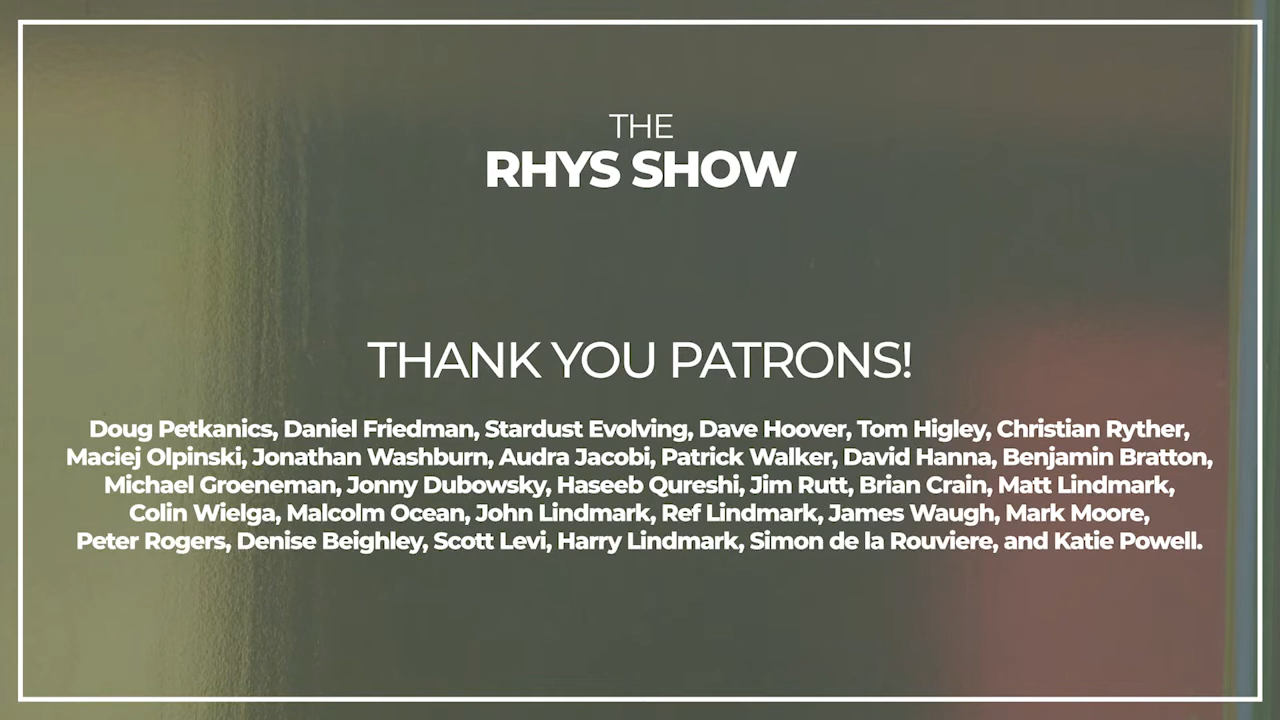 THE
RHYS SHOW
THANK YOU PATRONS!
Doug Petkanics, Daniel Friedman, Stardust Evolving, Dave Hoover, Tom Higley, Christian Ryther,
Maciej Olpinski, Jonathan Washburn, Audra Jacobi, Patrick Walker, David Hanna, Benjamin Bratton,
Michael Groeneman, Jonny Dubowsky, Haseeb Qureshi, Jim Rutt, Brian Crain, Matt Lindmark,
Colin Wielga, Malcolm Ocean, John Lindmark, Ref Lindmark, James Waugh, Mark Moore,
Peter Rogers, Denise Beighley, Scott Levi, Harry Lindmark, Simon de la Rouviere, and Katie Powell.